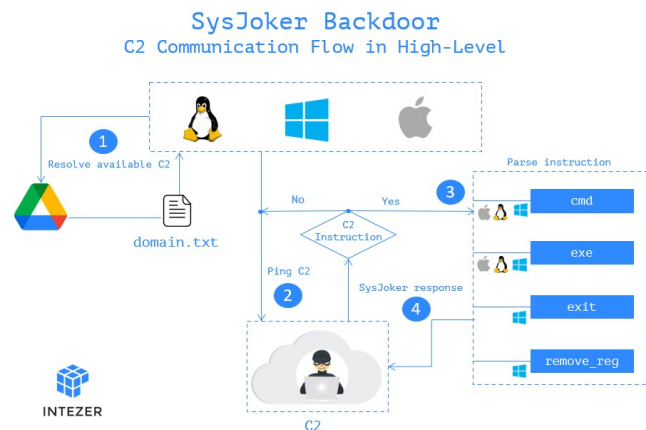 SysJoker Backdoor
C2 Communication Flow in High-Level
1
Resolve available C2
domain.txt
Parse instruction
No
Yes
3
C2
Instruction
cmd
exe
exit
remove_reg
Ping C2
2
SysJoker response
4
C2
INTEZER